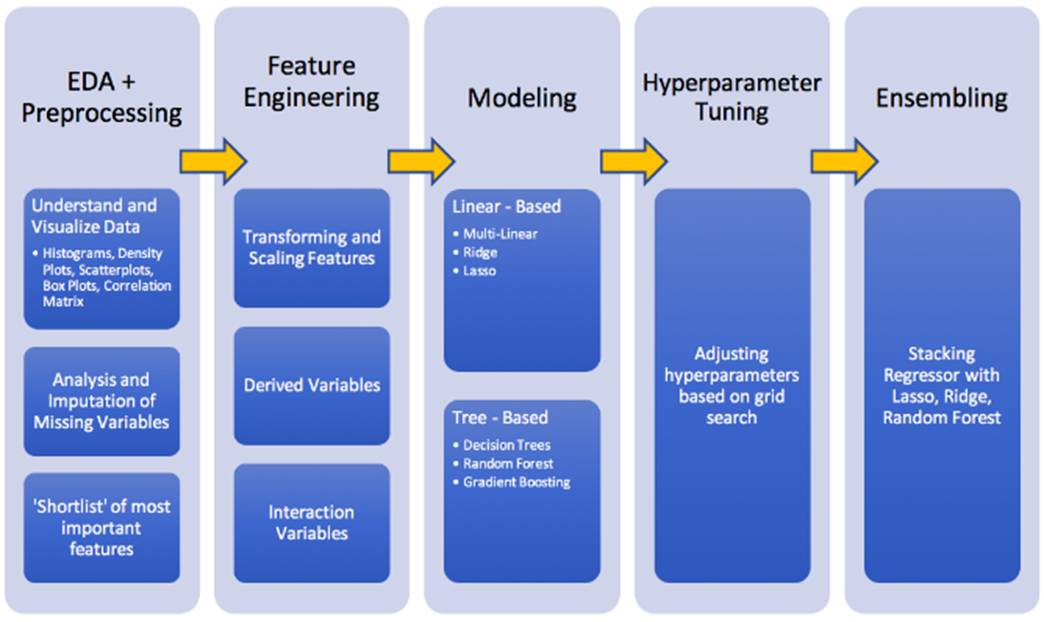 EDA +
Preprocessing
Understand and
Visualize Data
• Histograms, Density
Plots, Scatterplots,
Box Plots, Correlation
Matrix
Analysis and
Imputation of
Missing Variables
'Shortlist' of most
important
features
Feature
Engineering
Transforming and
Scaling Features
Derived Variables
Interaction
Variables
Modeling
Linear - Based
• Multi-Linear
• Ridge
• Lasso
Tree - Based
• Decision Trees
• Random Forest
• Gradient Boosting
Hyperparameter
Tuning
Adjusting
hyperparameters
based on grid
search
Ensembling
Stacking
Regressor with
Lasso, Ridge,
Random Forest